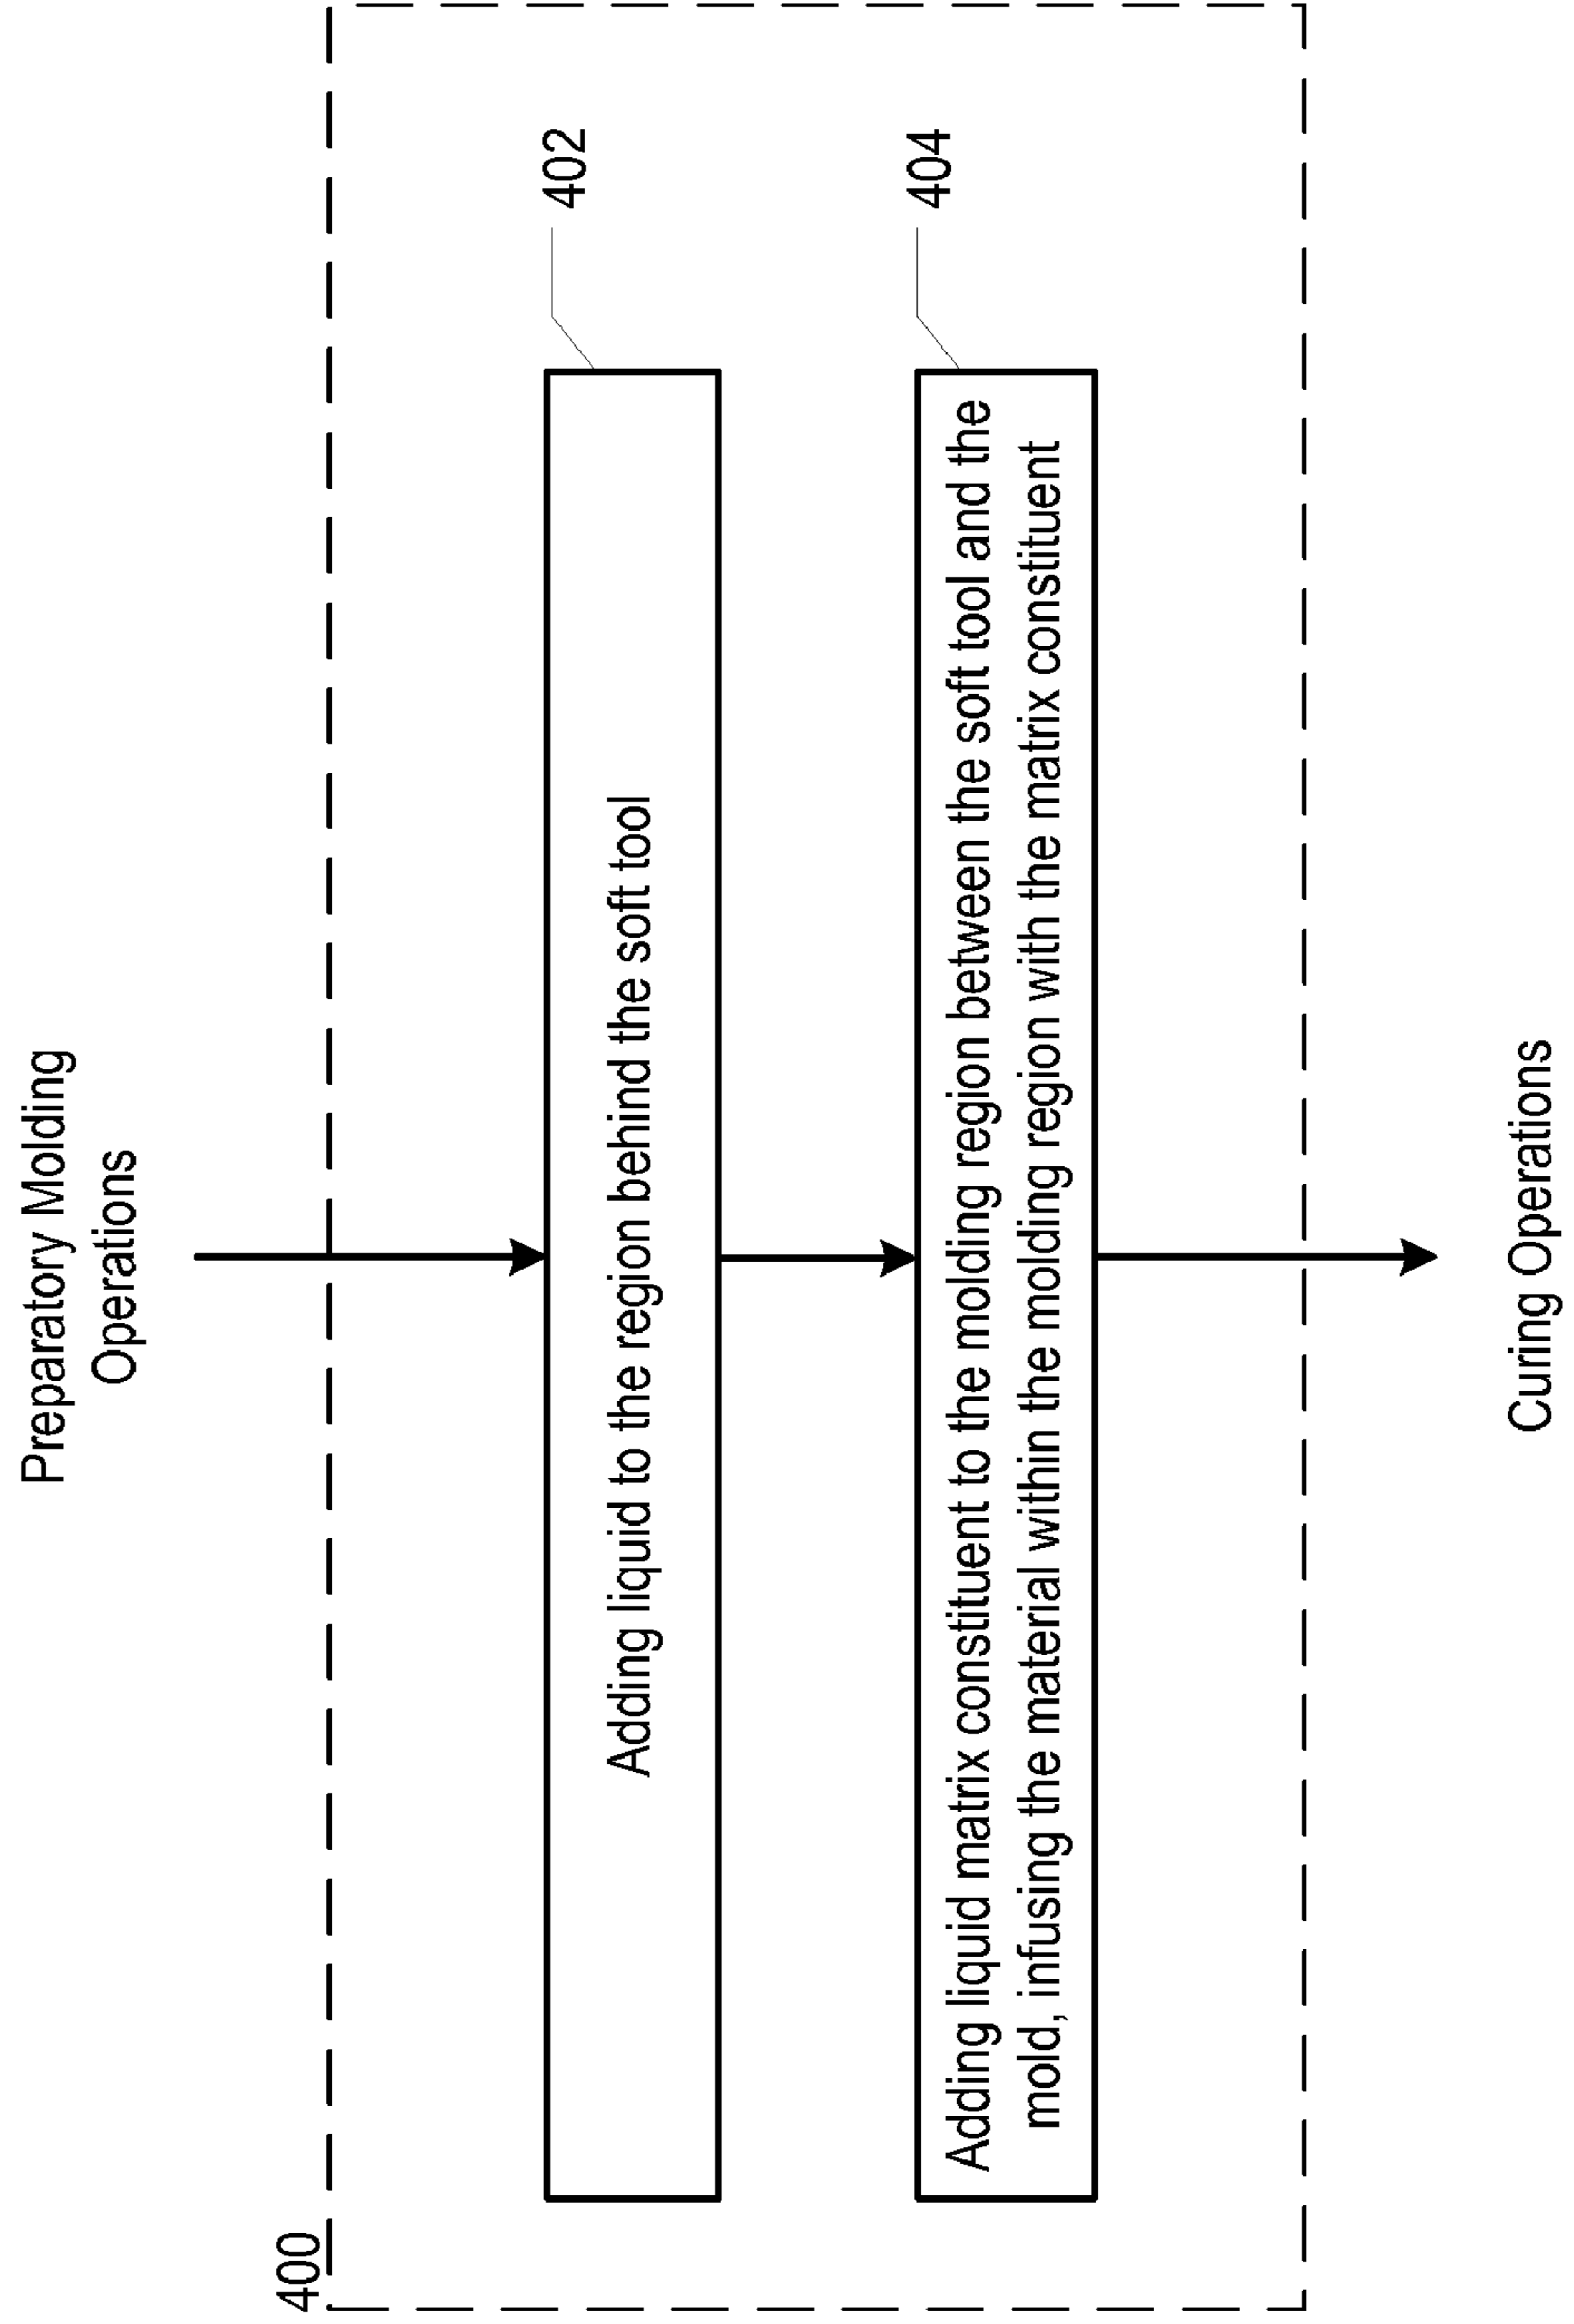 Preparatory Molding
Operations
400
Adding liquid to the region behind the soft tool
402
Adding liquid matrix constituent to the molding region between the soft tool and the
mold, infusing the material within the molding region with the matrix constituent
404
Curing Operations